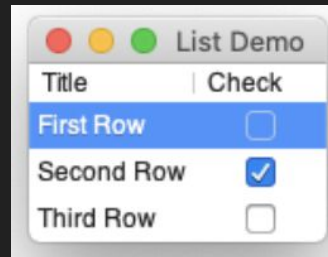 List Demo
Title Check
First Row
Second Row
Third Row